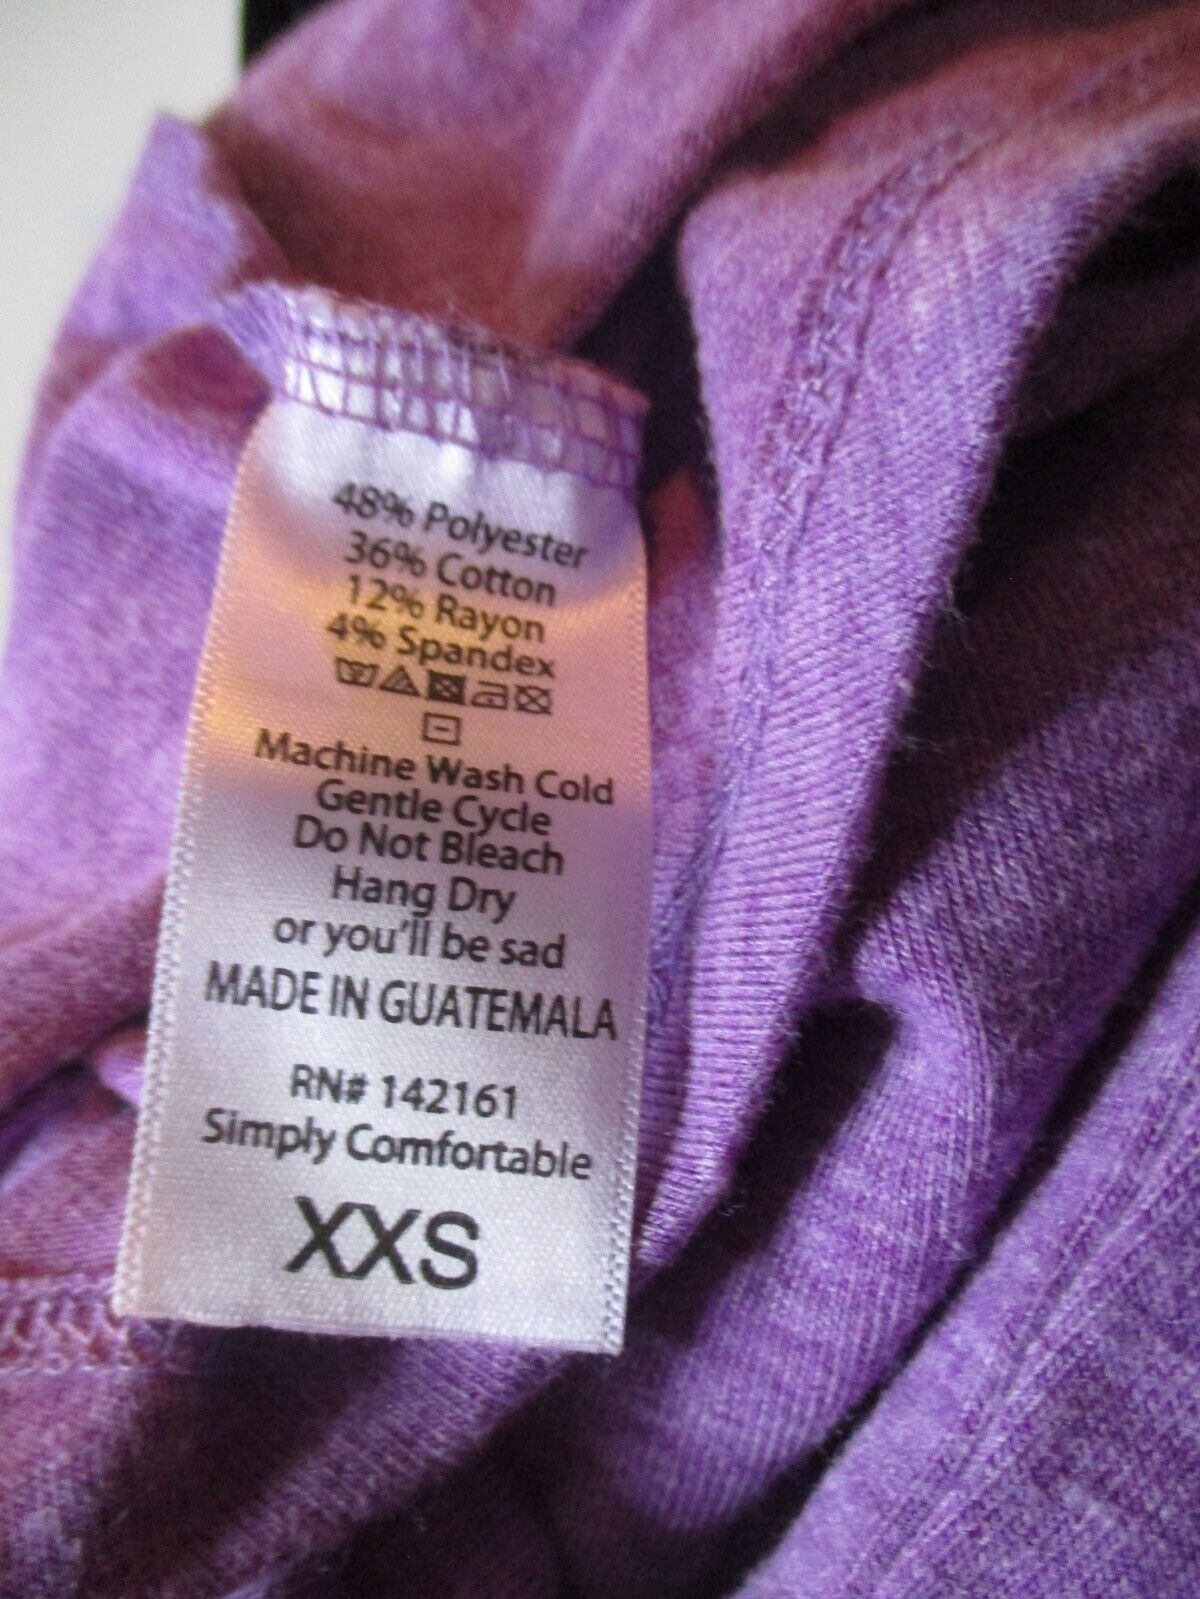 48% Polyester
36% Cotton
12% Rayon
4% Spandex
Machine Wash Cold
Gentle Cycle
Do Not Bleach
Hang Dry
or you'll be sad
MADE IN GUATEMALA
RN# 142161
Simply Comfortable
XXS